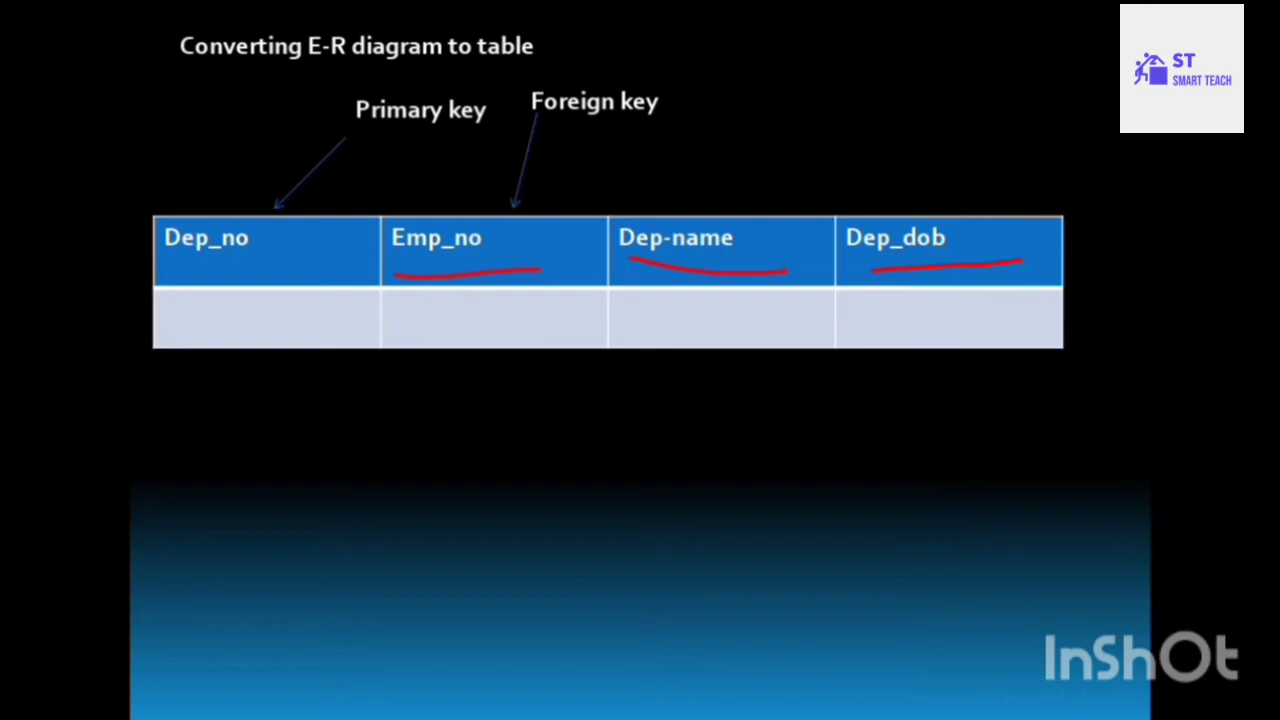 Converting E-R diagram to table
ST
SMART TEACH
Primary key
Foreign key
Dep_no
Emp_no
Dep-name
Dep_dob
InShOt